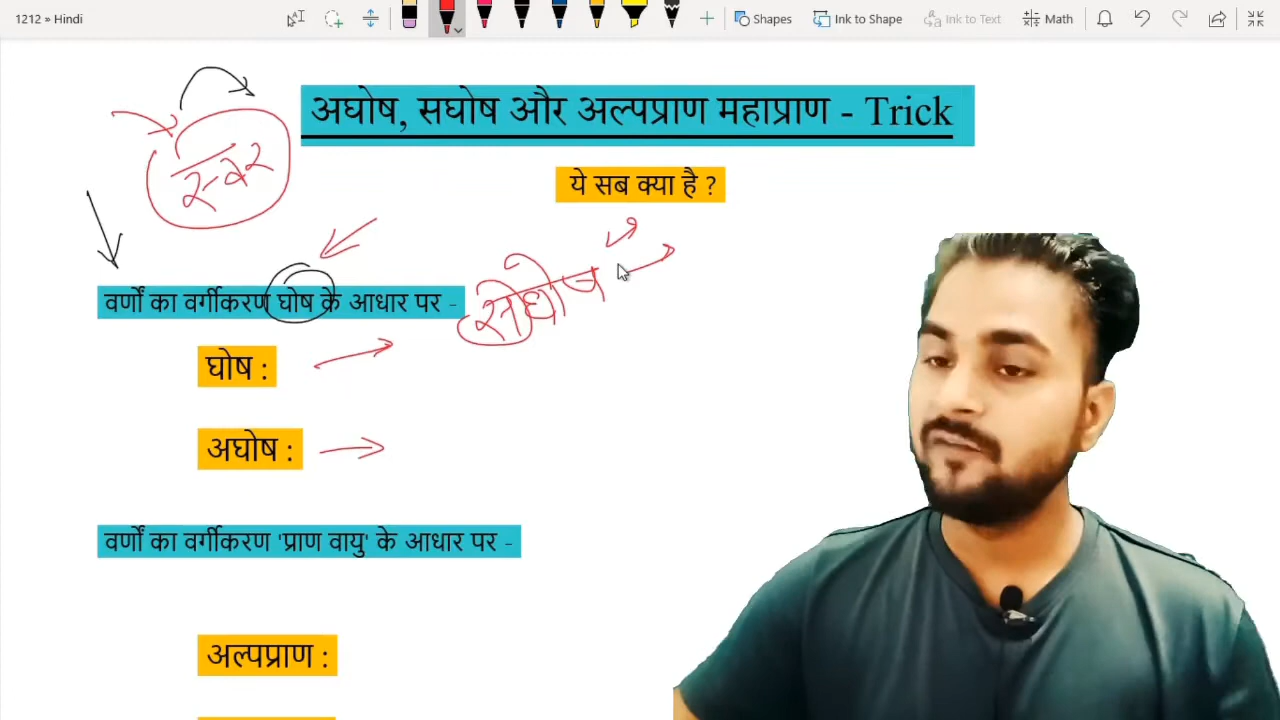 1212 » Hindi
Shapes
Ink to Shape
Ink to Text
Math
अघोष, सघोष और अल्पप्राण महाप्राण - Trick
ये सब क्या है ?
वर्णों का वर्गीकरण घोष के आधार पर -
घोष :
अघोष :
वर्णों का वर्गीकरण 'प्राण वायु' के आधार पर -
अल्पप्राण :